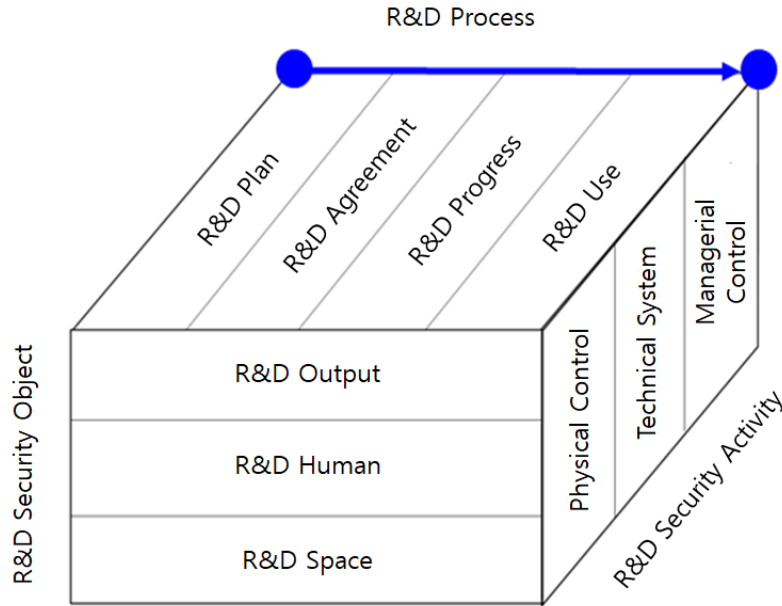 R&D Process
R&D Plan
R&D Agreement
R&D Progress
R&D Use
R&D Security Object
R&D Output
R&D Human
R&D Space
Physical Control
Technical System
Managerial
Control
R&D Security Activity